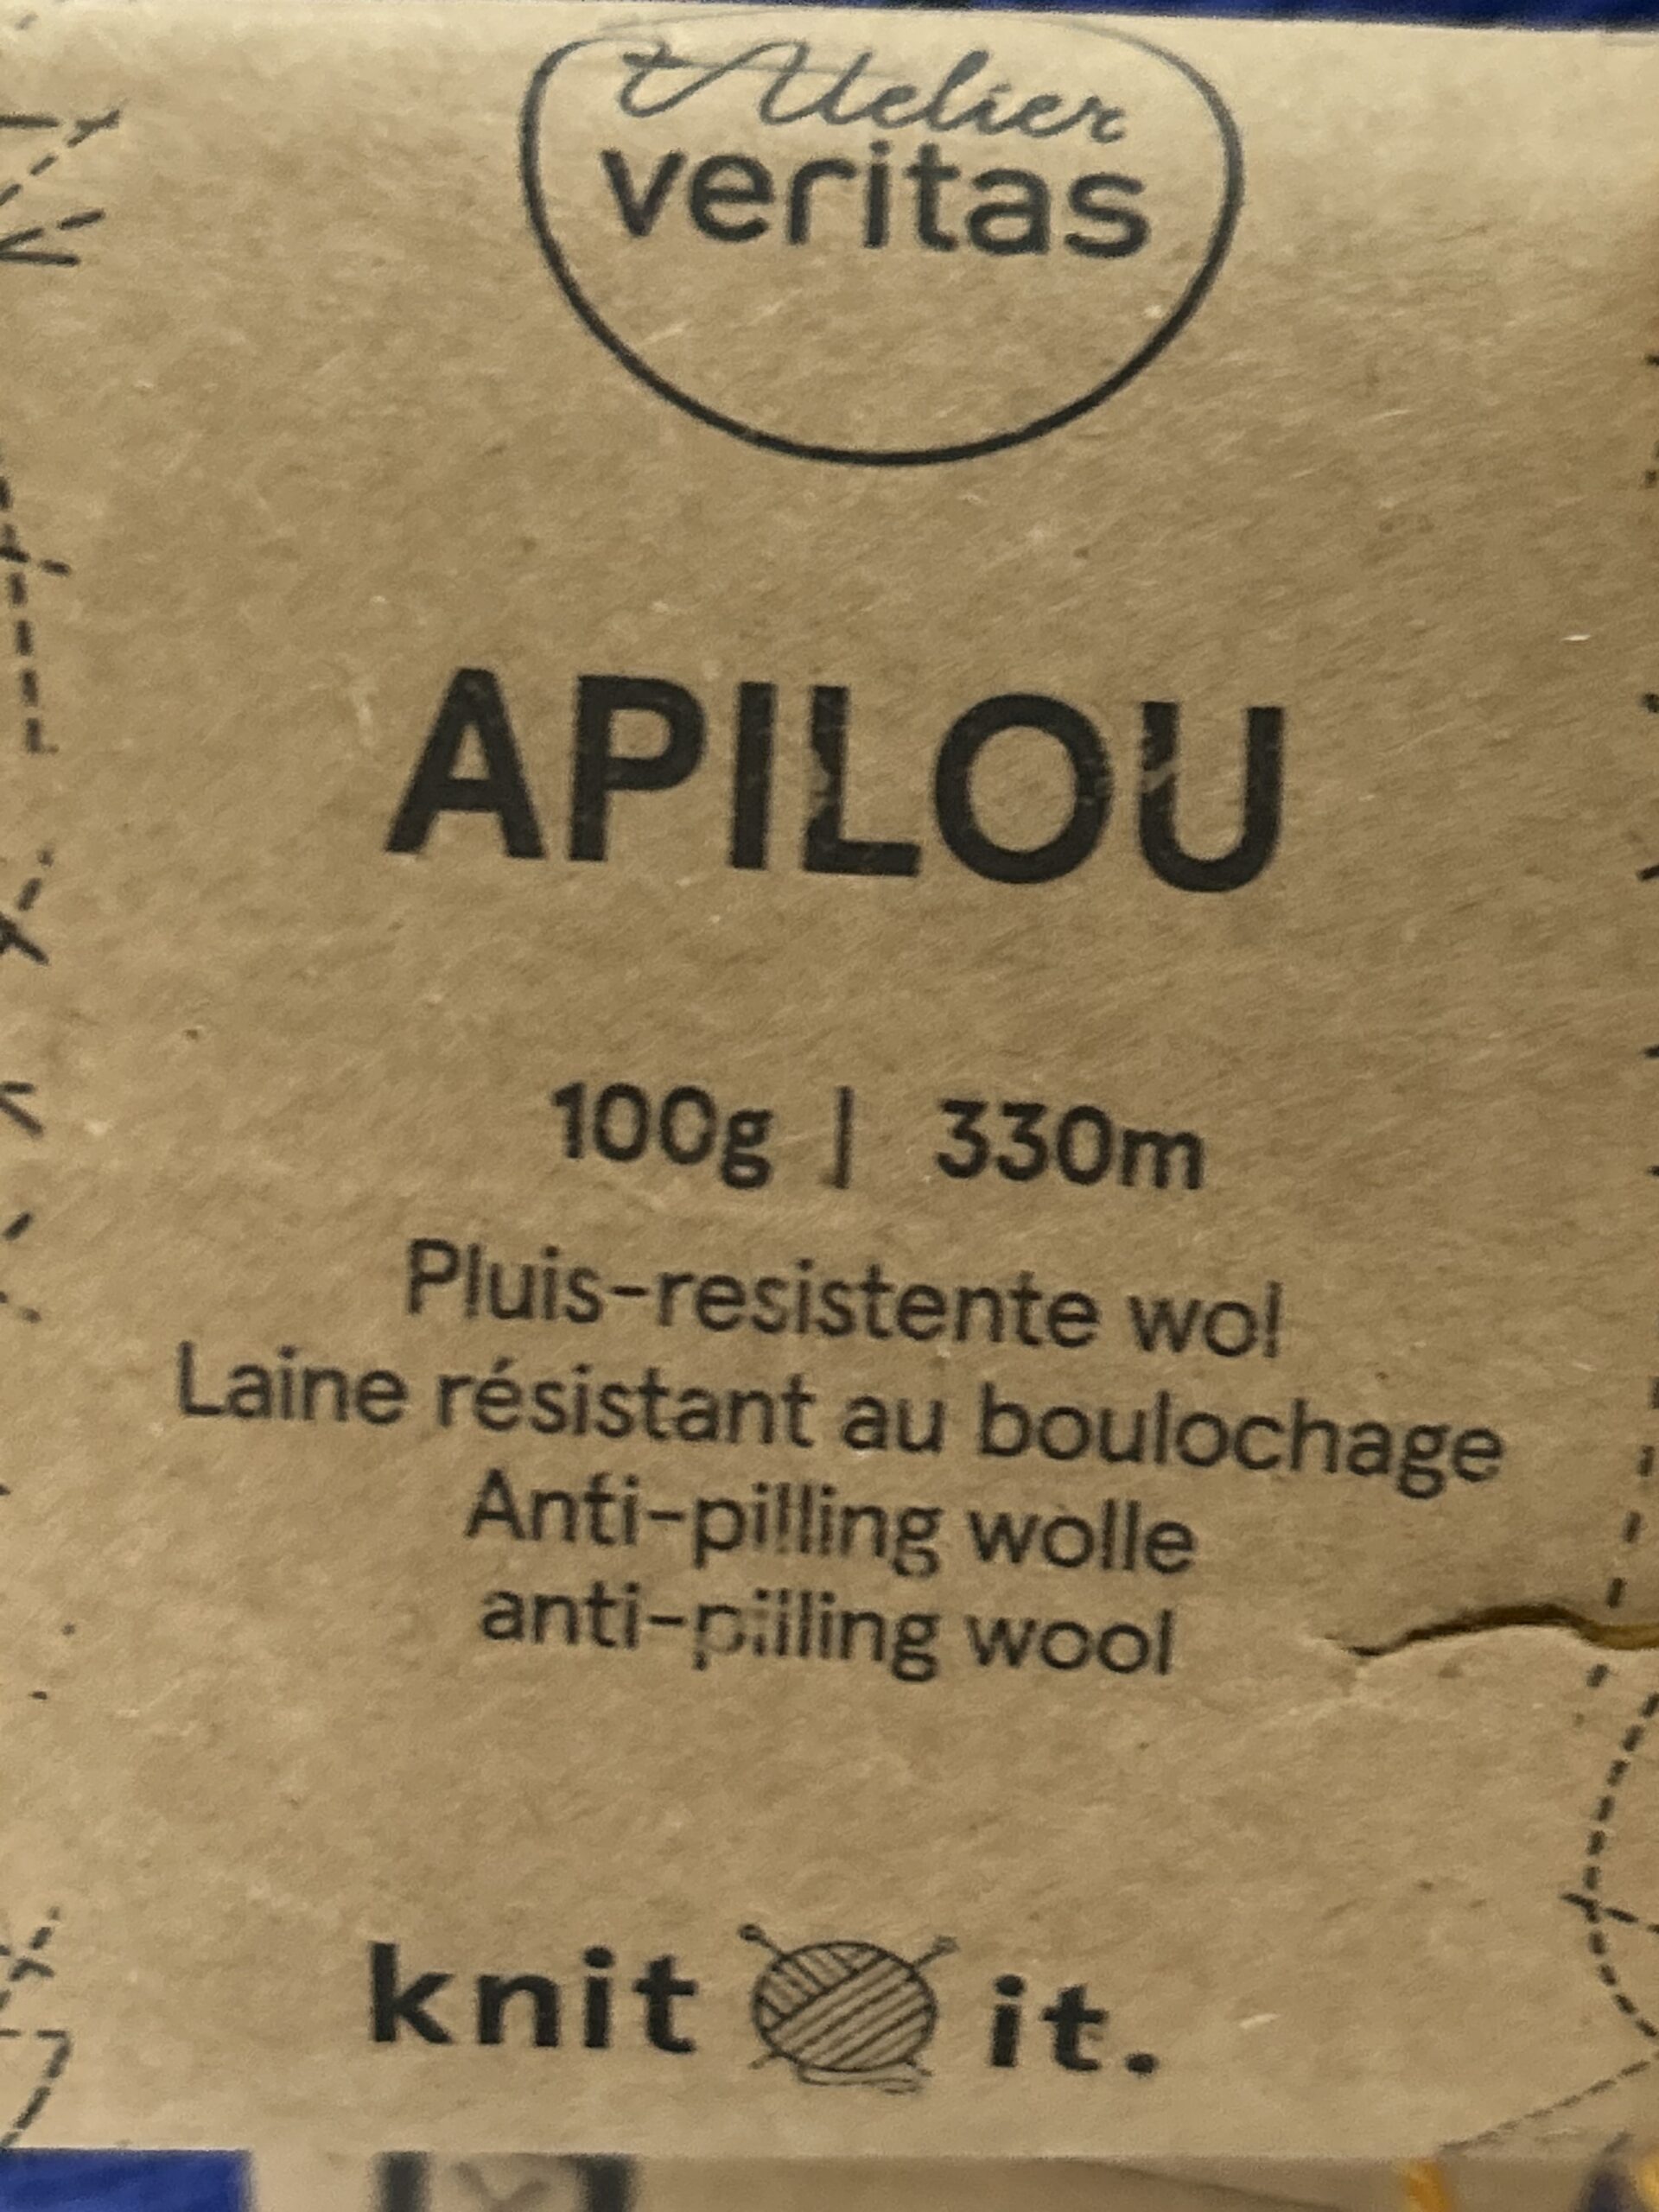 Atelier
veritas
APILOU
100g | 330m
Pluis-resistente wol
Laine résistant au boulochage
Anti-pilling wolle
anti-pilling wool
knit it.